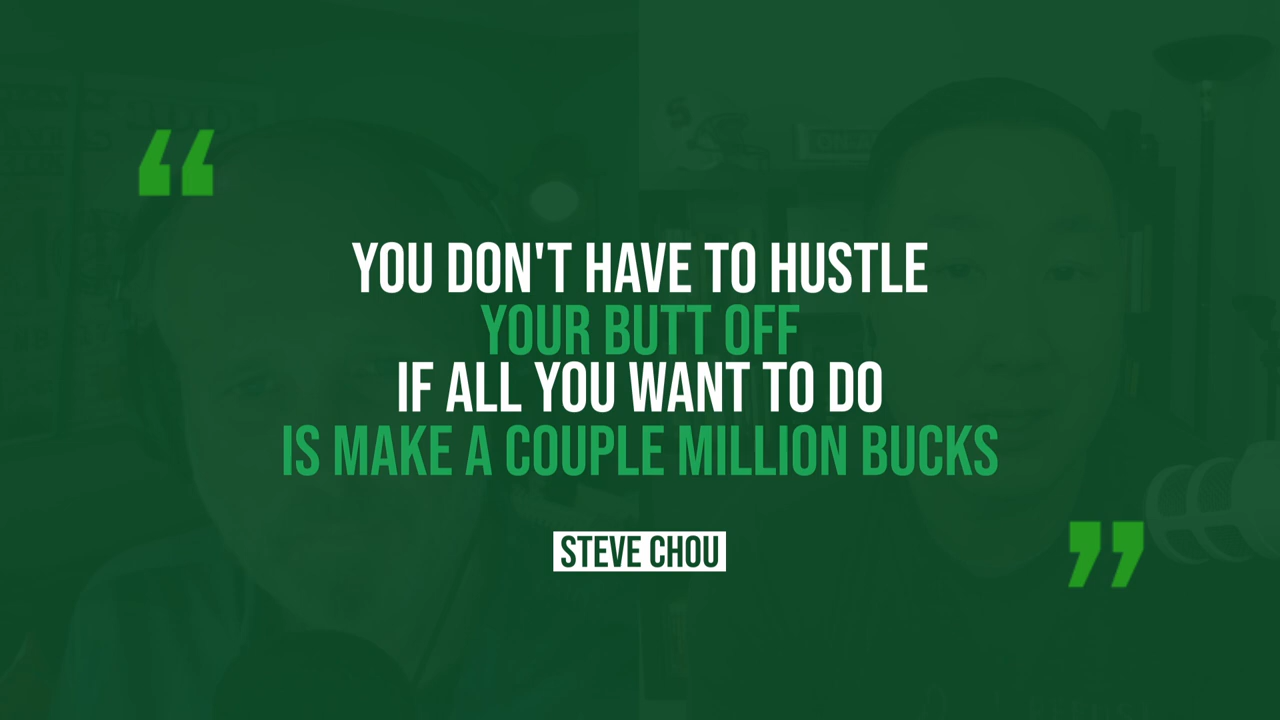 “
YOU DON'T HAVE TO HUSTLE
YOUR BUTT OFF
IF ALL YOU WANT TO DO
IS MAKE A COUPLE MILLION BUCKS
”
STEVE CHOU